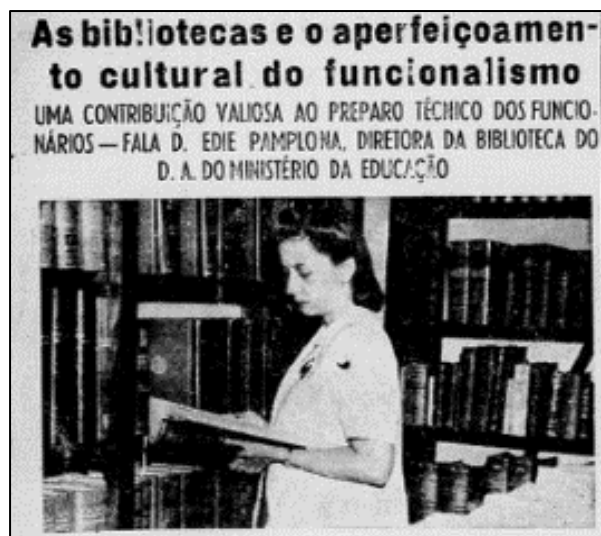 As bibliotecas e o aperfeiçoamen-
to cultural do funcionalismo
UMA CONTRIBUIÇÃO VALIOSA AO PREPARO TÉCNICO DOS FUNCIO-
NÁRIOS — FALA D. EDIE PAMPLONA, DIRETORA DA BIBLIOTECA DO
D. A. DO MINISTÉRIO DA EDUCAÇÃO